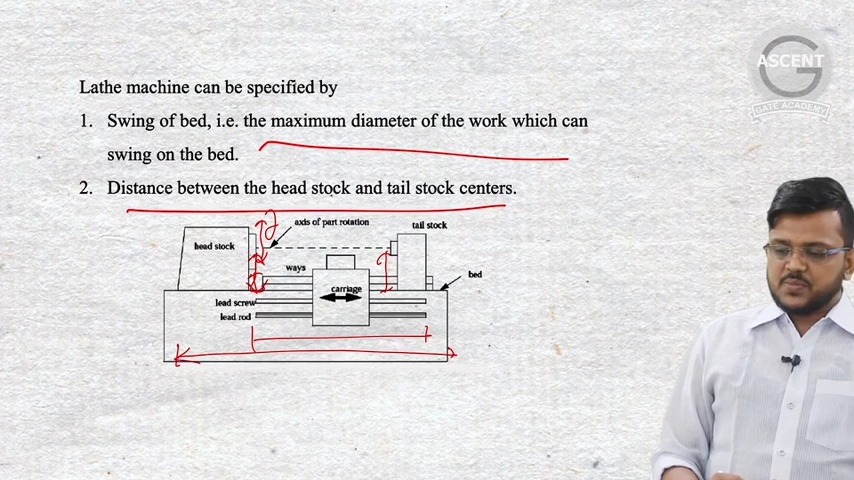 ASCENT
GATE ACADEMY
Lathe machine can be specified by
1. Swing of bed, i.e. the maximum diameter of the work which can
swing on the bed.
2. Distance between the head stock and tail stock centers.
axis of part rotation
tail stock
head stock
ways
bed
carriage
lead screw
lead rod